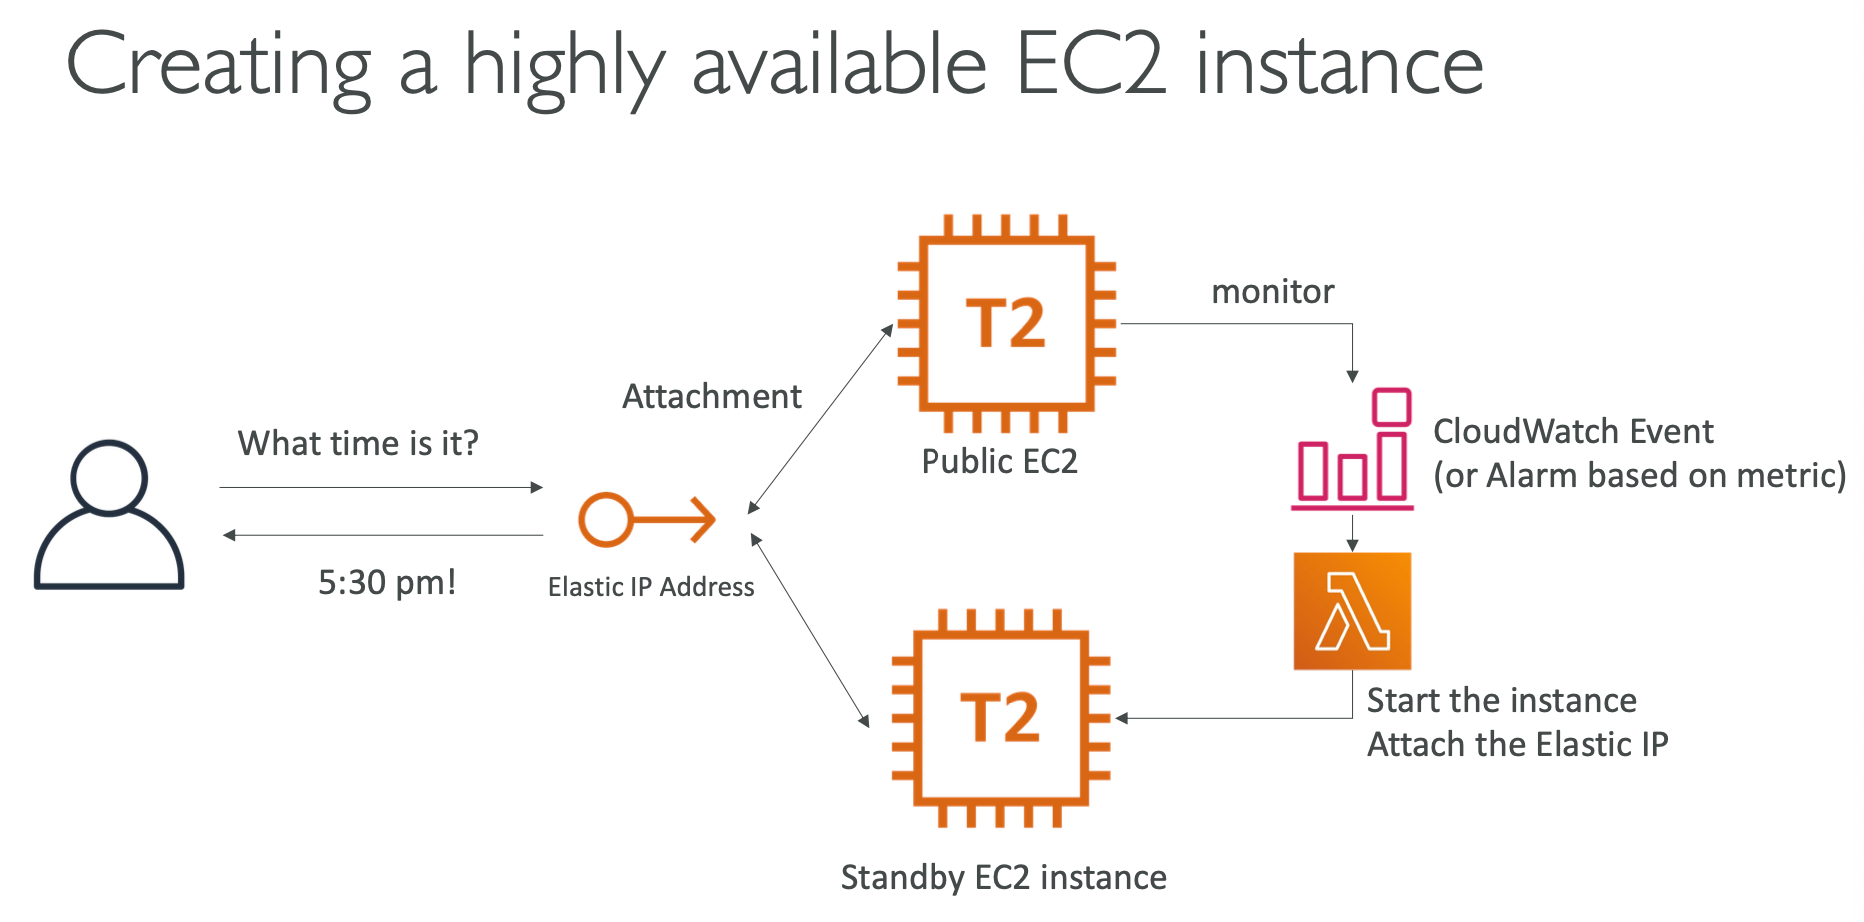 Creating a highly available EC2 instance
T2
monitor
Attachment
What time is it?
Public EC2
CloudWatch Event
(or Alarm based on metric)
5:30 pm!
Elastic IP Address
T2
Start the instance
Attach the Elastic IP
Standby EC2 instance